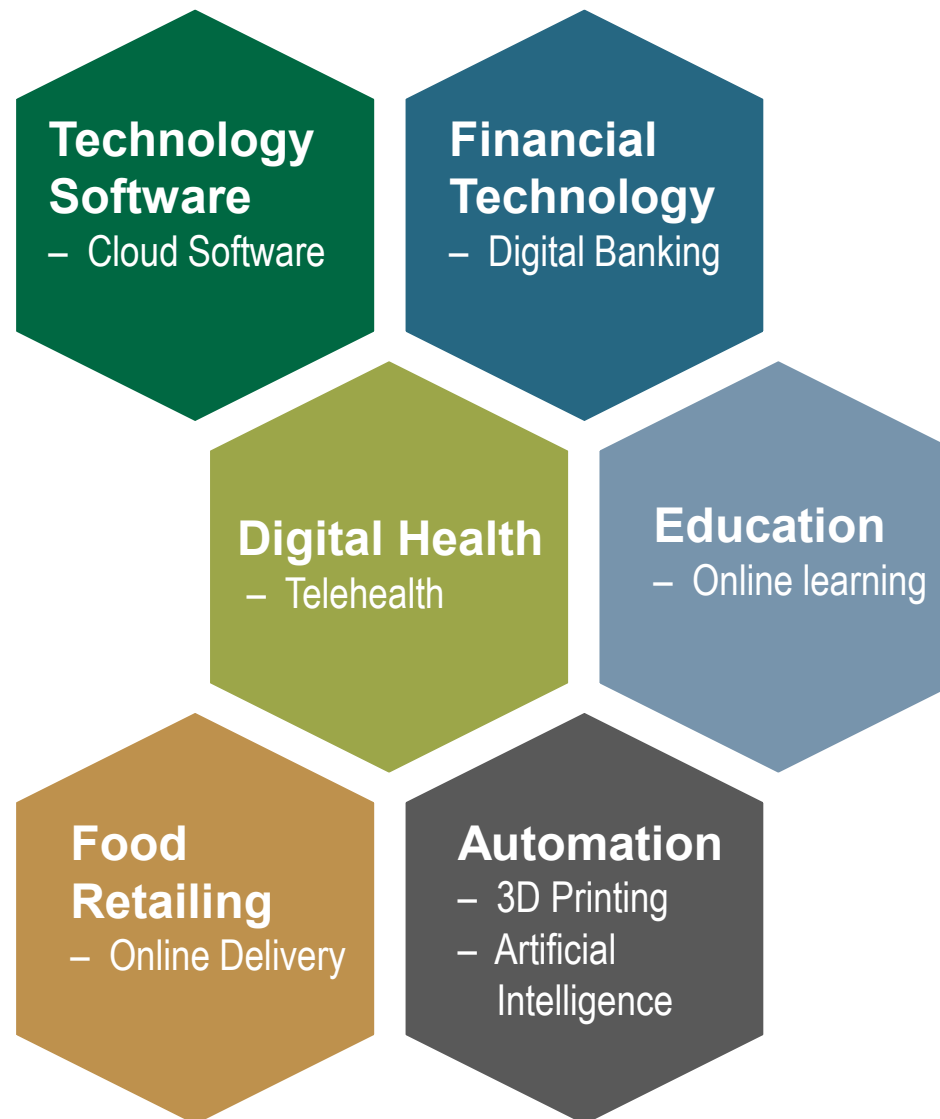 Technology
Software
– Cloud Software
Financial
Technology
– Digital Banking
Digital Health
– Telehealth
Education
– Online learning
Food
Retailing
– Online Delivery
Automation
– 3D Printing
– Artificial
Intelligence